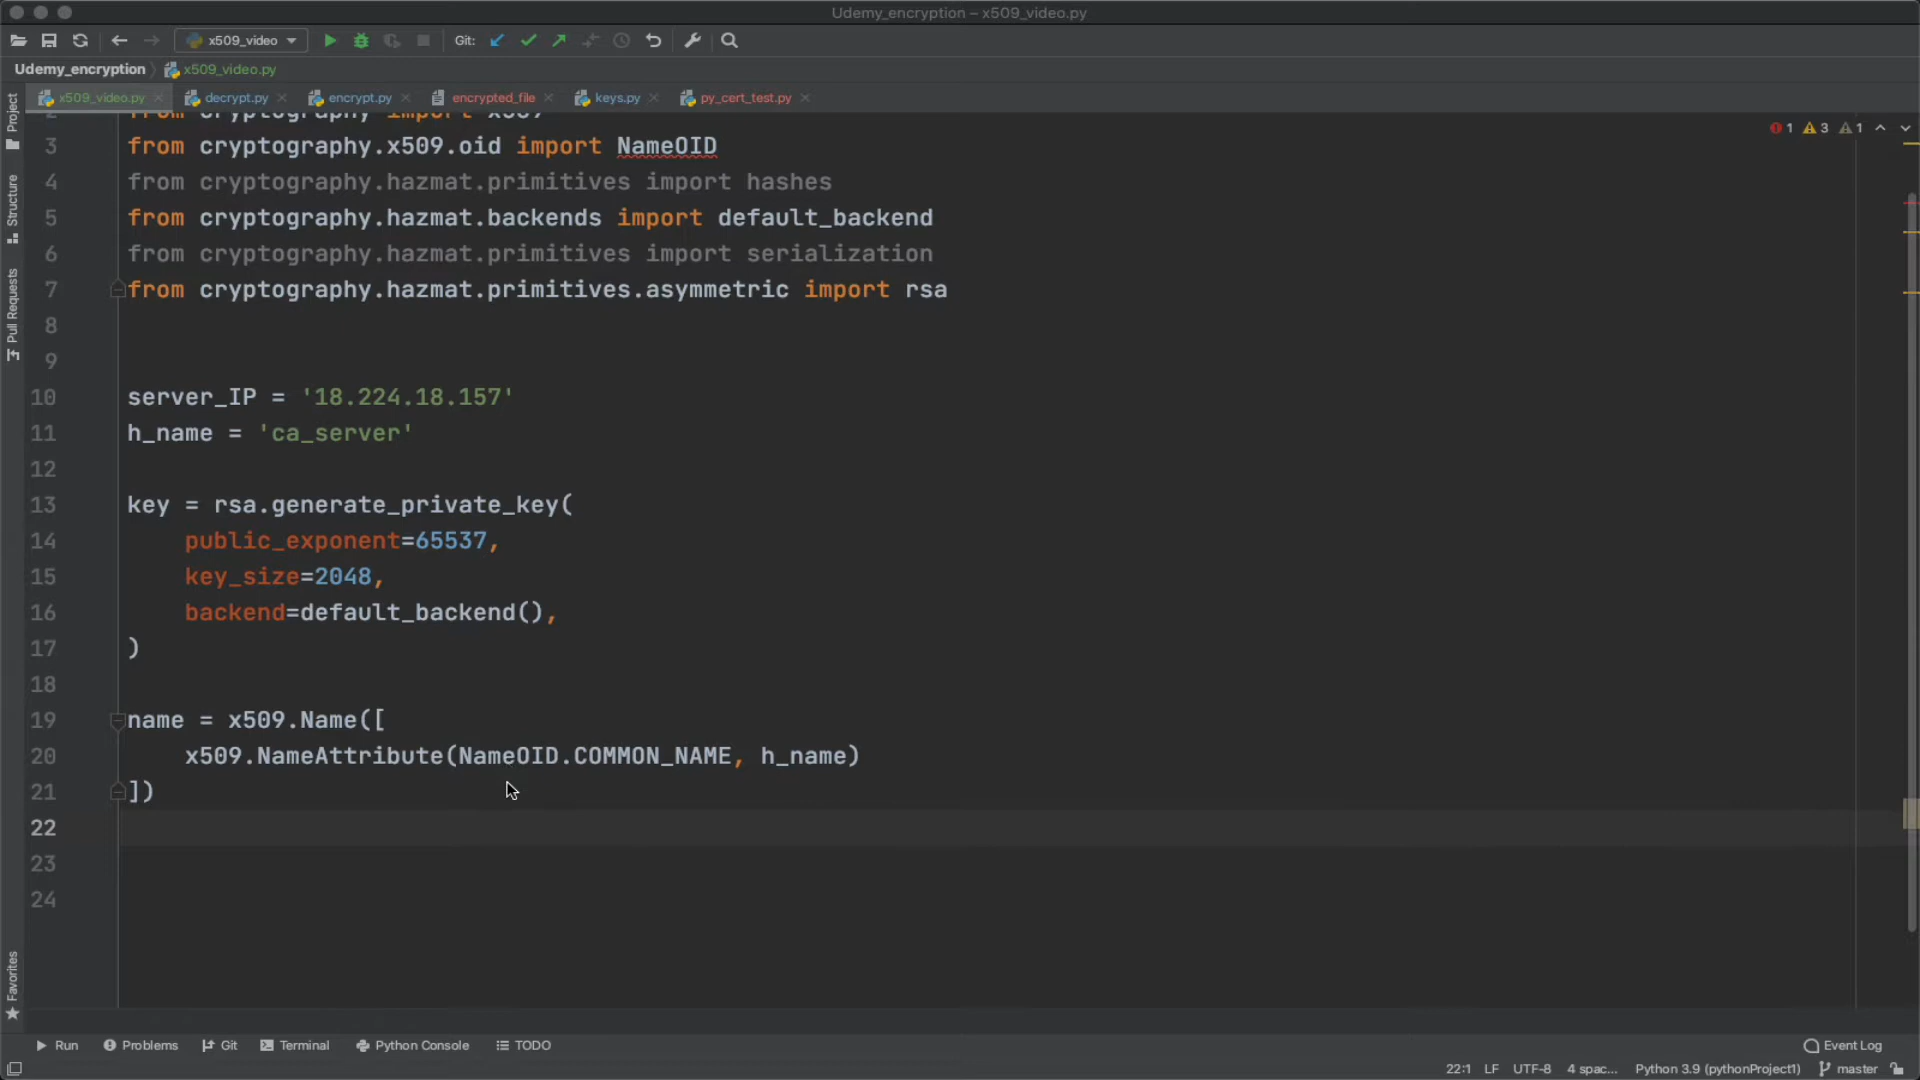 Udemy_encryption – x509_video.py
x509_video
Git:
Udemy_encryption
x509_video.py
x509_video.py
decrypt.py
encrypt.py
encrypted_file
keys.py
py_cert_test.py
1 3 1
Project
Structure
Pull Requests
Favorites
2 from cryptography import x509
3 from cryptography.x509.oid import NameOID
4 from cryptography.hazmat.primitives import hashes
5 from cryptography.hazmat.backends import default_backend
6 from cryptography.hazmat.primitives import serialization
7 from cryptography.hazmat.primitives.asymmetric import rsa
8
9
10 server_IP = '18.224.18.157'
11 h_name = 'ca_server'
12
13 key = rsa.generate_private_key(
14 public_exponent=65537,
15 key_size=2048,
16 backend=default_backend(),
17 )
18
19 name = x509.Name([
20 x509.NameAttribute(NameOID.COMMON_NAME, h_name)
21 ])
22
23
24
Run
Problems
Git
Terminal
Python Console
TODO
Event Log
22:1 LF UTF-8 4 spac... Python 3.9 (pythonProject1) master